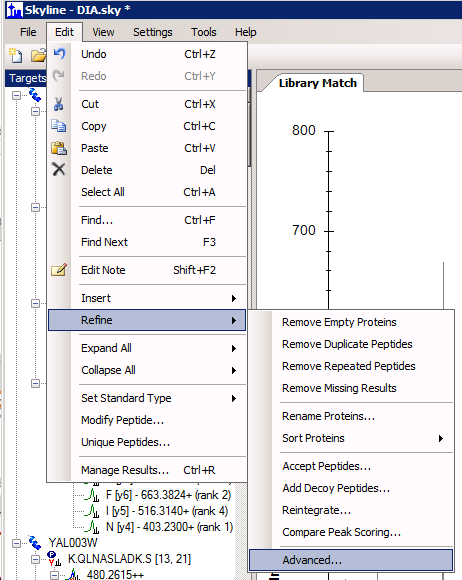 Skyline - DIA.sky *
File Edit View Settings Tools Help
Targets
Undo Ctrl+Z
Redo Ctrl+Y
Cut Ctrl+X
Copy Ctrl+C
Paste Ctrl+V
Delete Del
Select All Ctrl+A
Find... Ctrl+F
Find Next F3
Edit Note Shift+F2
Insert
Refine
Expand All
Collapse All
Set Standard Type
Modify Peptide...
Unique Peptides...
Manage Results... Ctrl+R
Library Match
800
700
Remove Empty Proteins
Remove Duplicate Peptides
Remove Repeated Peptides
Remove Missing Results
Rename Proteins...
Sort Proteins
Accept Peptides...
Add Decoy Peptides...
Reintegrate...
Compare Peak Scoring...
Advanced...
F [y6] - 663.3824+ (rank 2)
I [y5] - 516.3140+ (rank 4)
N [y4] - 403.2300+ (rank 1)
YAL003W
K.QLNASLADK.S [13, 21]
480.2615++